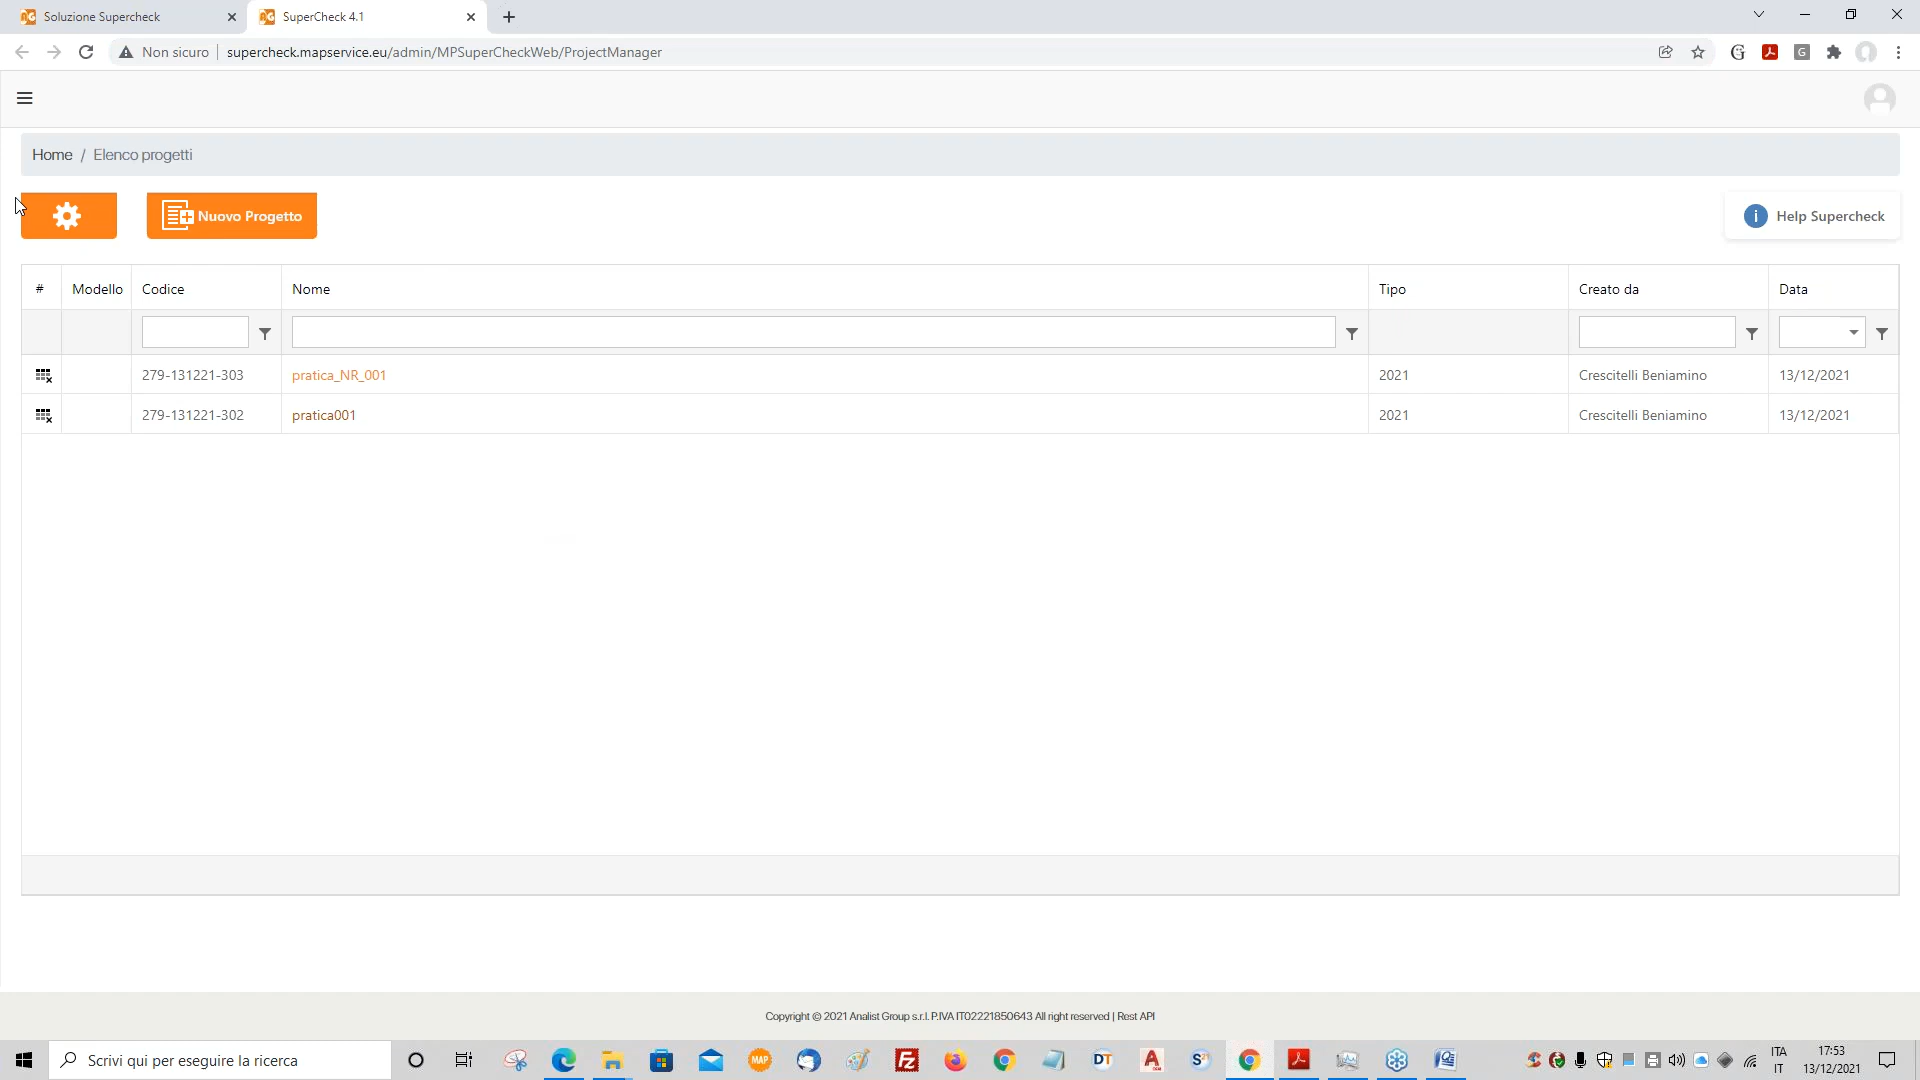 Soluzione Supercheck
SuperCheck 4.1
Non sicuro
supercheck.mapservice.eu/admin/MPSuperCheckWeb/ProjectManager
Home / Elenco progetti
Nuovo Progetto
Help Supercheck
# Modello Codice Nome Tipo Creato da Data
279-131221-303 pratica_NR_001 2021 Crescitelli Beniamino 13/12/2021
279-131221-302 pratica001 2021 Crescitelli Beniamino 13/12/2021
Copyright © 2021 Analist Group s.r.l. P.IVA IT02221850643 All right reserved | Rest API
Scrivi qui per eseguire la ricerca
MAP
DT
ITA
IT
17:53
13/12/2021